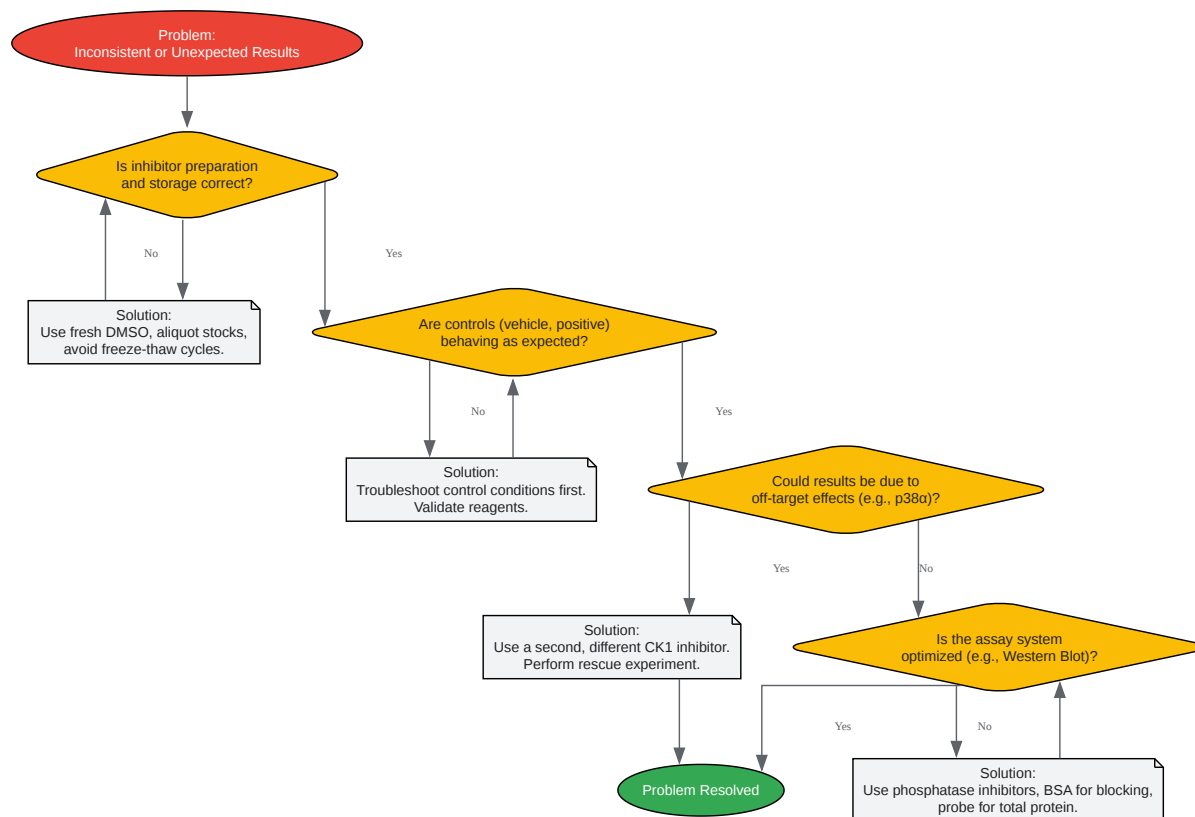 Problem:
Inconsistent or Unexpected Results
Is inhibitor preparation
and storage correct?
No
Yes
Solution:
Use fresh DMSO, aliquot stocks,
avoid freeze-thaw cycles.
Are controls (vehicle, positive)
behaving as expected?
No
Yes
Solution:
Troubleshoot control conditions first.
Validate reagents.
Could results be due to
off-target effects (e.g., p38α)?
Yes
No
Solution:
Use a second, different CK1 inhibitor.
Perform rescue experiment.
Is the assay system
optimized (e.g., Western Blot)?
Yes
No
Problem Resolved
Solution:
Use phosphatase inhibitors, BSA for blocking,
probe for total protein.